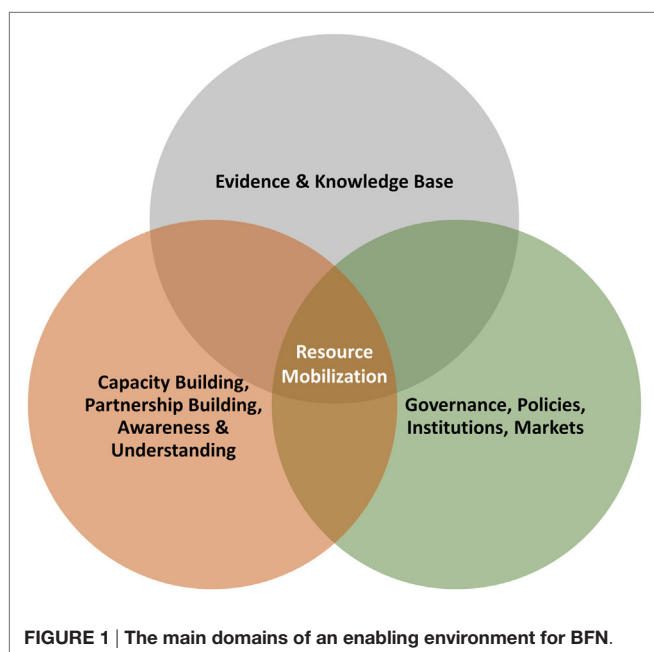 Evidence & Knowledge Base
Resource
Mobilization
Capacity Building,
Partnership Building,
Awareness &
Understanding
Governance, Policies,
Institutions, Markets
FIGURE 1 | The main domains of an enabling environment for BFN.